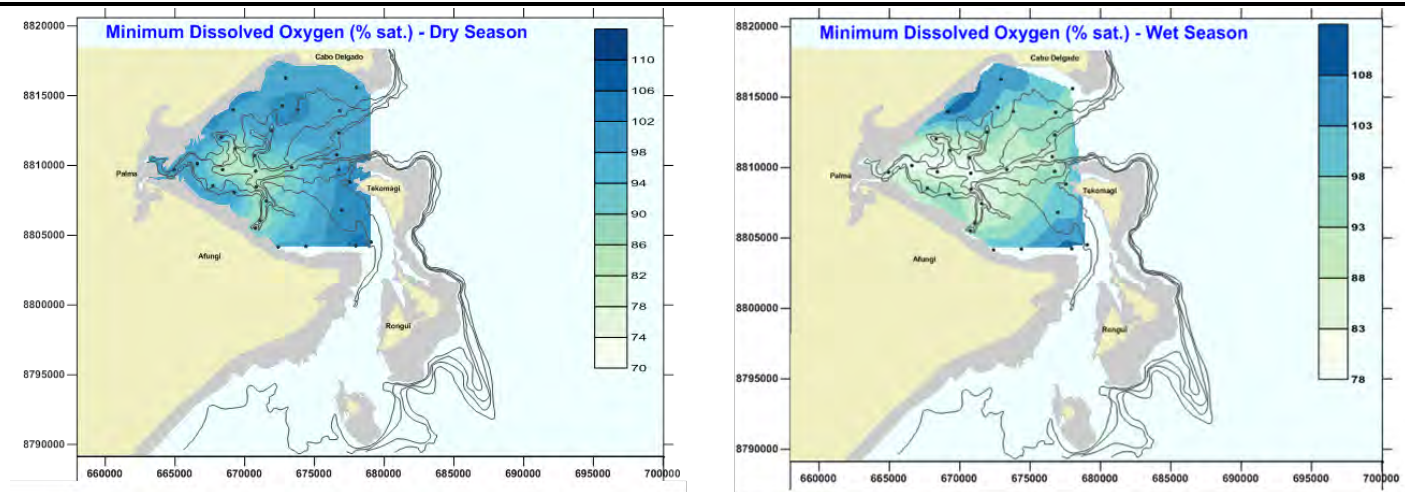 Minimum Dissolved Oxygen (% sat.) - Dry Season
8820000
8815000
8810000
8805000
8800000
8795000
8790000
Cabo Delgado
Palma
Tekomagi
Afungi
Rongui
110
106
102
98
94
90
86
82
78
74
70
660000 665000 670000 675000 680000 685000 690000 695000 700000
Minimum Dissolved Oxygen (% sat.) - Wet Season
8820000
8815000
8810000
8805000
8800000
8795000
8790000
Cabo Delgado
Palma
Tekomagi
Afungi
Rongui
108
103
98
93
88
83
78
660000 665000 670000 675000 680000 685000 690000 695000 700000